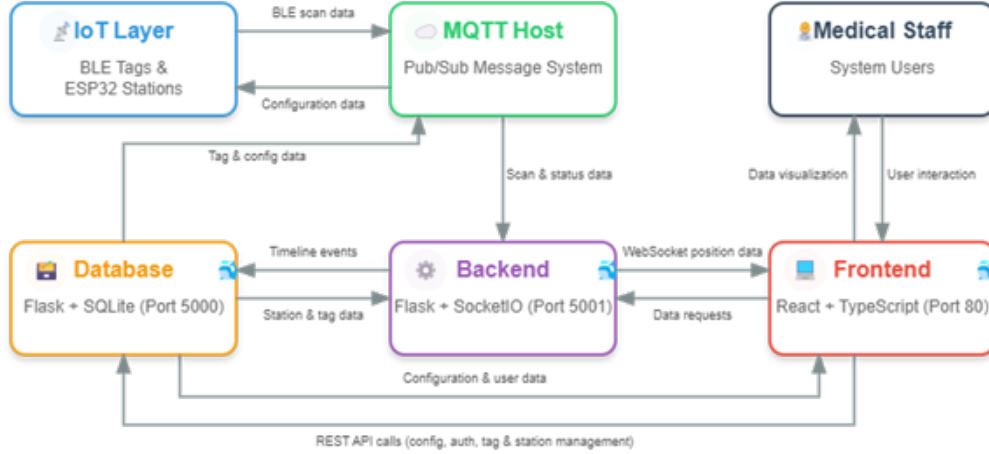 BLE scan data
IoT Layer
BLE Tags &
ESP32 Stations
MQTT Host
Pub/Sub Message System
Medical Staff
System Users
Configuration data
Tag & config data
Scan & status data
Data visualization
User interaction
Database
Flask + SQLite (Port 5000)
Timeline events
Station & tag data
Backend
Flask + SocketIO (Port 5001)
WebSocket position data
Data requests
Frontend
React + TypeScript (Port 80)
Configuration & user data
REST API calls (config, auth, tag & station management)